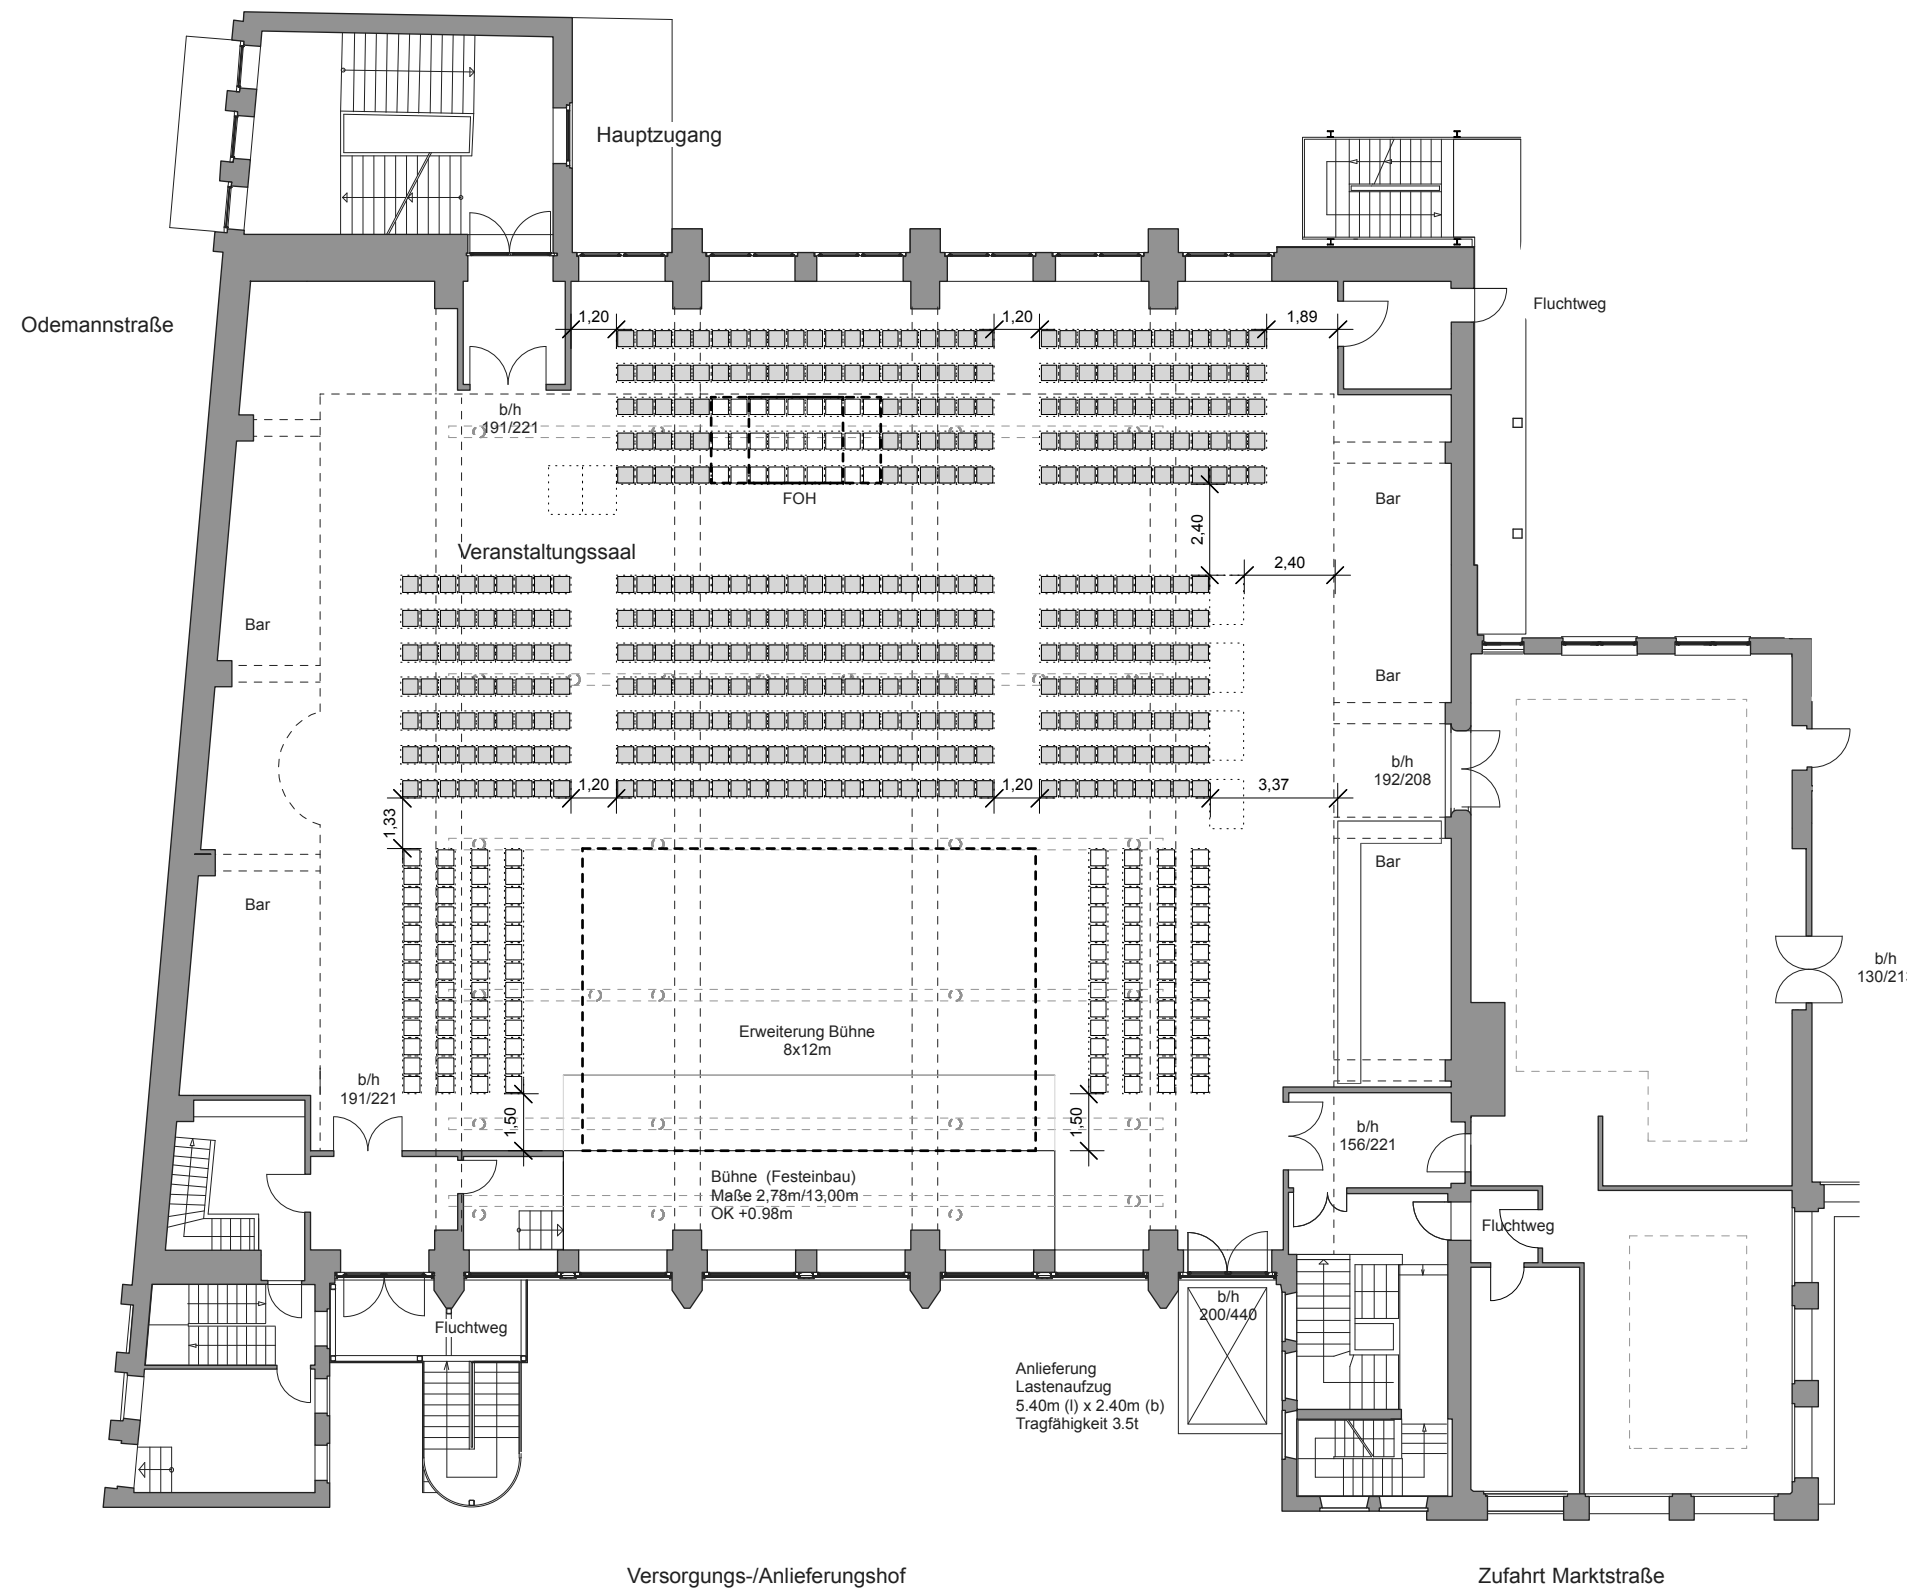 Hauptzugang
Odemannstraße
Fluchtweg
1,20
1,20
1,89
b/h
191/221
FOH
Bar
2,40
Veranstaltungssaal
2,40
Bar
Bar
b/h
192/208
1,20
1,20
3,37
1,33
Bar
Bar
b/h
Erweiterung Bühne
8x12m
b/h
191/221
1,50
1,50
b/h
156/221
Bühne (Festeinbau)
Maße 2,78m/13,00m
OK +0.98m
Fluchtweg
b/h
200/440
Fluchtweg
Anlieferung
Lastenaufzug
5.40m (l) x 2.40m (b)
Tragfähigkeit 3.5t
Versorgungs-/Anlieferungshof
Zufahrt Marktstraße